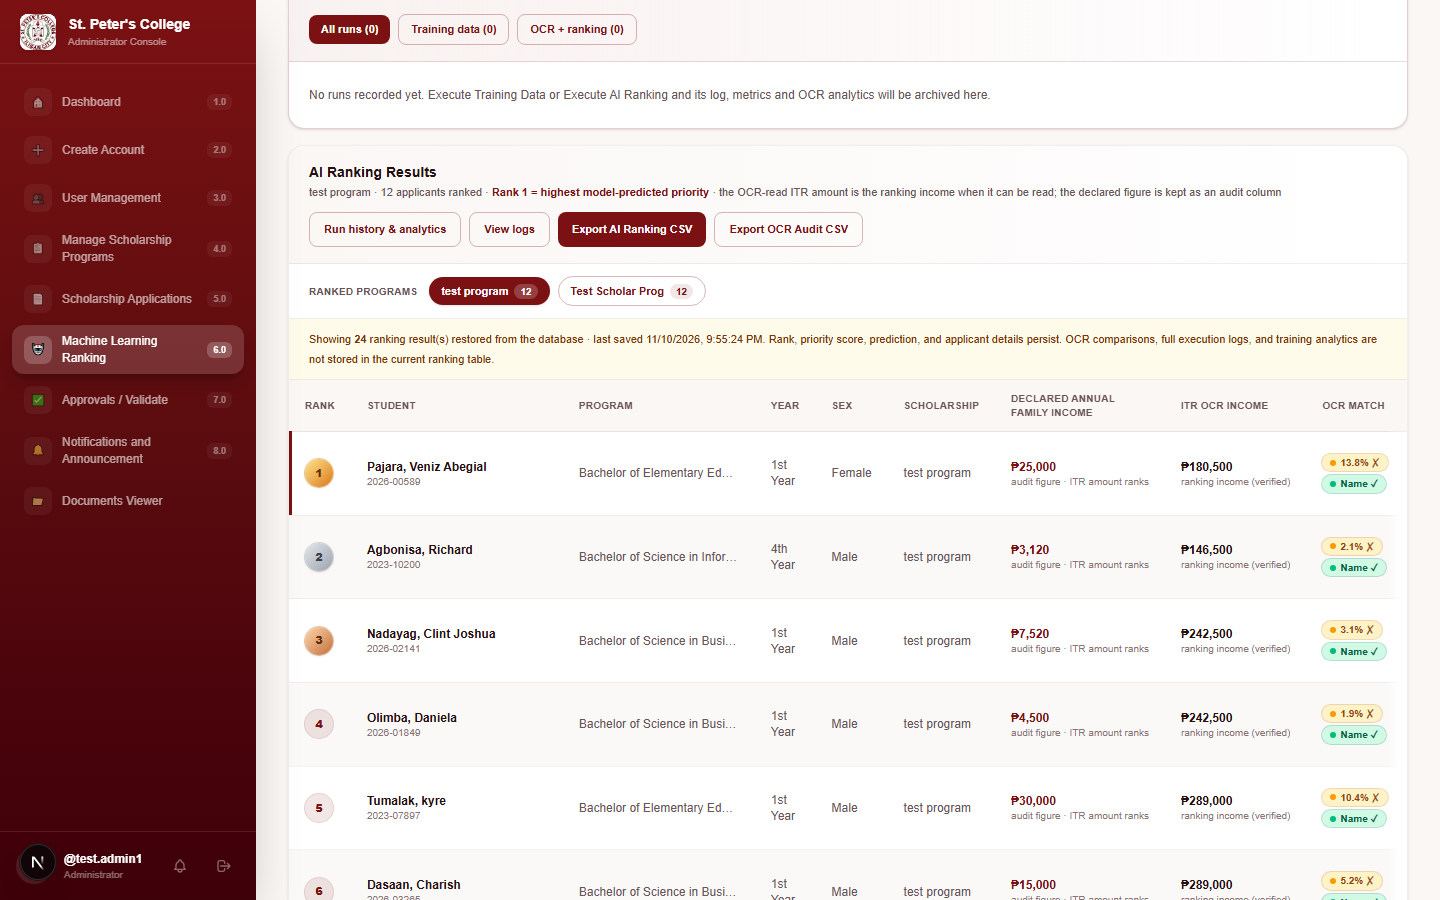 St. Peter's College
Administrator Console
Dashboard 1.0
Create Account 2.0
User Management 3.0
Manage Scholarship
Programs 4.0
Scholarship Applications 5.0
Machine Learning
Ranking 6.0
Approvals / Validate 7.0
Notifications and
Announcement 8.0
Documents Viewer
N
@test.admin1
Administrator
All runs (0) Training data (0) OCR + ranking (0)
No runs recorded yet. Execute Training Data or Execute AI Ranking and its log, metrics and OCR analytics will be archived here.
AI Ranking Results
test program · 12 applicants ranked · Rank 1 = highest model-predicted priority · the OCR-read ITR amount is the ranking income when it can be read; the declared figure is kept as an audit column
Run history & analytics View logs Export AI Ranking CSV Export OCR Audit CSV
RANKED PROGRAMS test program 12 Test Scholar Prog 12
Showing 24 ranking result(s) restored from the database · last saved 11/10/2026, 9:55:24 PM. Rank, priority score, prediction, and applicant details persist. OCR comparisons, full execution logs, and training analytics are
not stored in the current ranking table.
RANK STUDENT PROGRAM YEAR SEX SCHOLARSHIP DECLARED ANNUAL FAMILY INCOME ITR OCR INCOME OCR MATCH
1 Pajara, Veniz Abegial 2026-00589 Bachelor of Elementary Ed... 1st Year Female test program ₱25,000 audit figure · ITR amount ranks ₱180,500 ranking income (verified) 13.8% ✗ Name ✓
2 Agbonisa, Richard 2023-10200 Bachelor of Science in Infor... 4th Year Male test program ₱3,120 audit figure · ITR amount ranks ₱146,500 ranking income (verified) 2.1% ✗ Name ✓
3 Nadayag, Clint Joshua 2026-02141 Bachelor of Science in Busi... 1st Year Male test program ₱7,520 audit figure · ITR amount ranks ₱242,500 ranking income (verified) 3.1% ✗ Name ✓
4 Olimba, Daniela 2026-01849 Bachelor of Science in Busi... 1st Year Male test program ₱4,500 audit figure · ITR amount ranks ₱242,500 ranking income (verified) 1.9% ✗ Name ✓
5 Tumalak, kyre 2023-07897 Bachelor of Elementary Ed... 1st Year Male test program ₱30,000 audit figure · ITR amount ranks ₱289,000 ranking income (verified) 10.4% ✗ Name ✓
6 Dasaan, Charish Bachelor of Science in Busi... 1st Year Male test program ₱15,000 audit figure · ITR amount ranks ₱289,000 ranking income (verified) 5.2% ✗